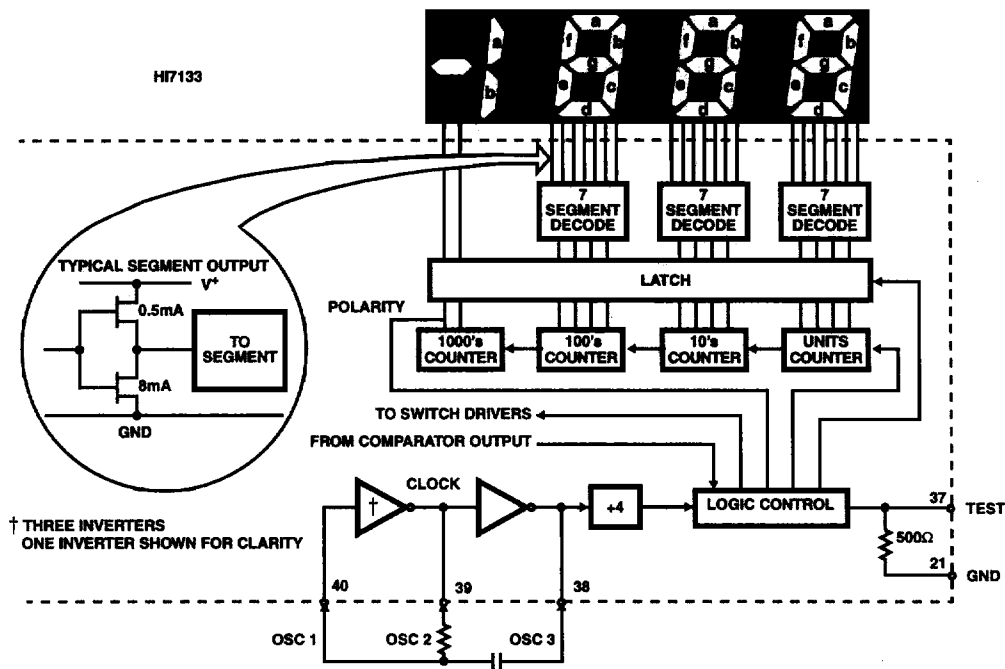 HI7133
a
b
a
f
b
g
e
c
d
a
f
b
g
e
c
d
a
f
b
g
e
c
d
7
SEGMENT
DECODE
7
SEGMENT
DECODE
7
SEGMENT
DECODE
TYPICAL SEGMENT OUTPUT
V+
0.5mA
TO
SEGMENT
8mA
GND
LATCH
POLARITY
1000's
COUNTER
100's
COUNTER
10's
COUNTER
UNITS
COUNTER
TO SWITCH DRIVERS
FROM COMPARATOR OUTPUT
CLOCK
†
+4
LOGIC CONTROL
37
TEST
500Ω
21
GND
† THREE INVERTERS
ONE INVERTER SHOWN FOR CLARITY
40
39
38
OSC 1
OSC 2
OSC 3